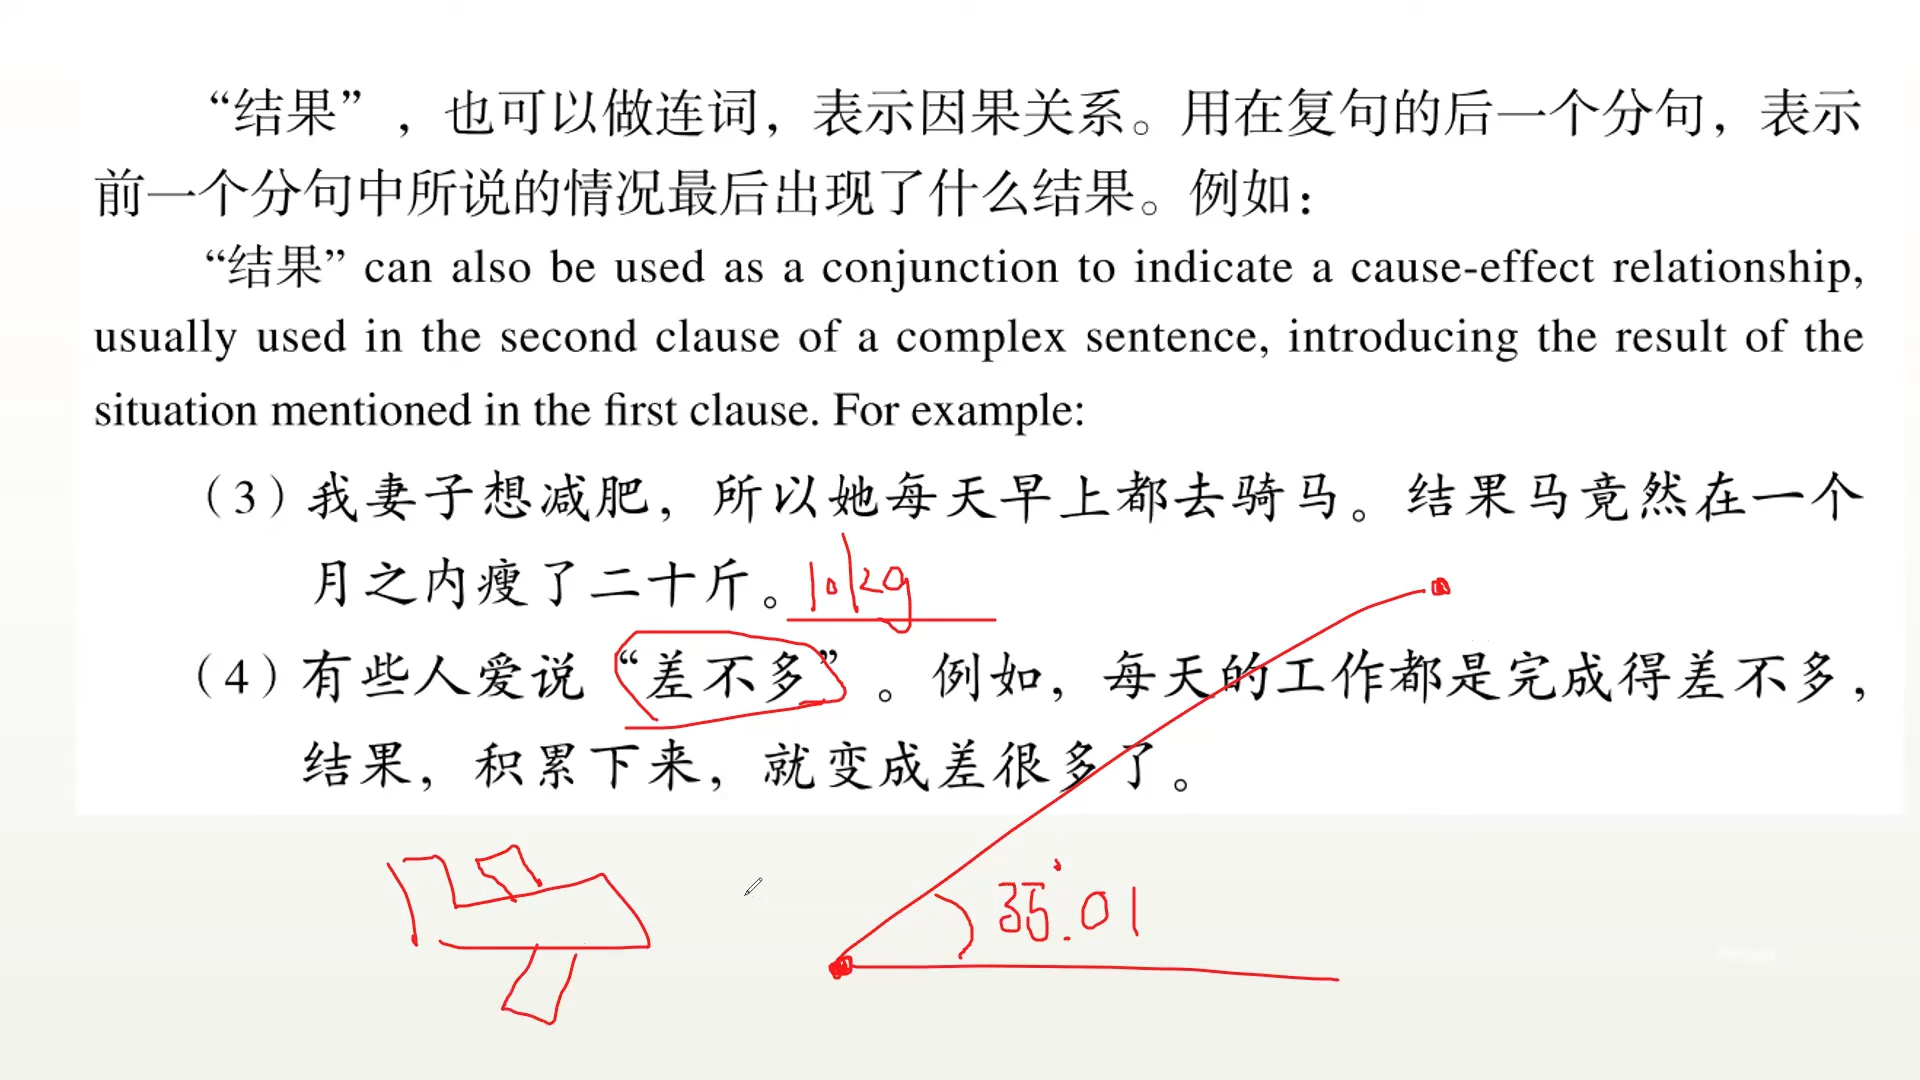 “结果”，也可以做连词，表示因果关系。用在复句的后一个分句，表示
前一个分句中所说的情况最后出现了什么结果。例如：
“结果” can also be used as a conjunction to indicate a cause-effect relationship,
usually used in the second clause of a complex sentence, introducing the result of the
situation mentioned in the first clause. For example:
（3）我妻子想减肥，所以她每天早上都去骑马。结果马竟然在一个
月之内瘦了二十斤。10kg
（4）有些人爱说“差不多”。例如，每天的工作都是完成得差不多，
结果，积累下来，就变成差很多了。
35.01